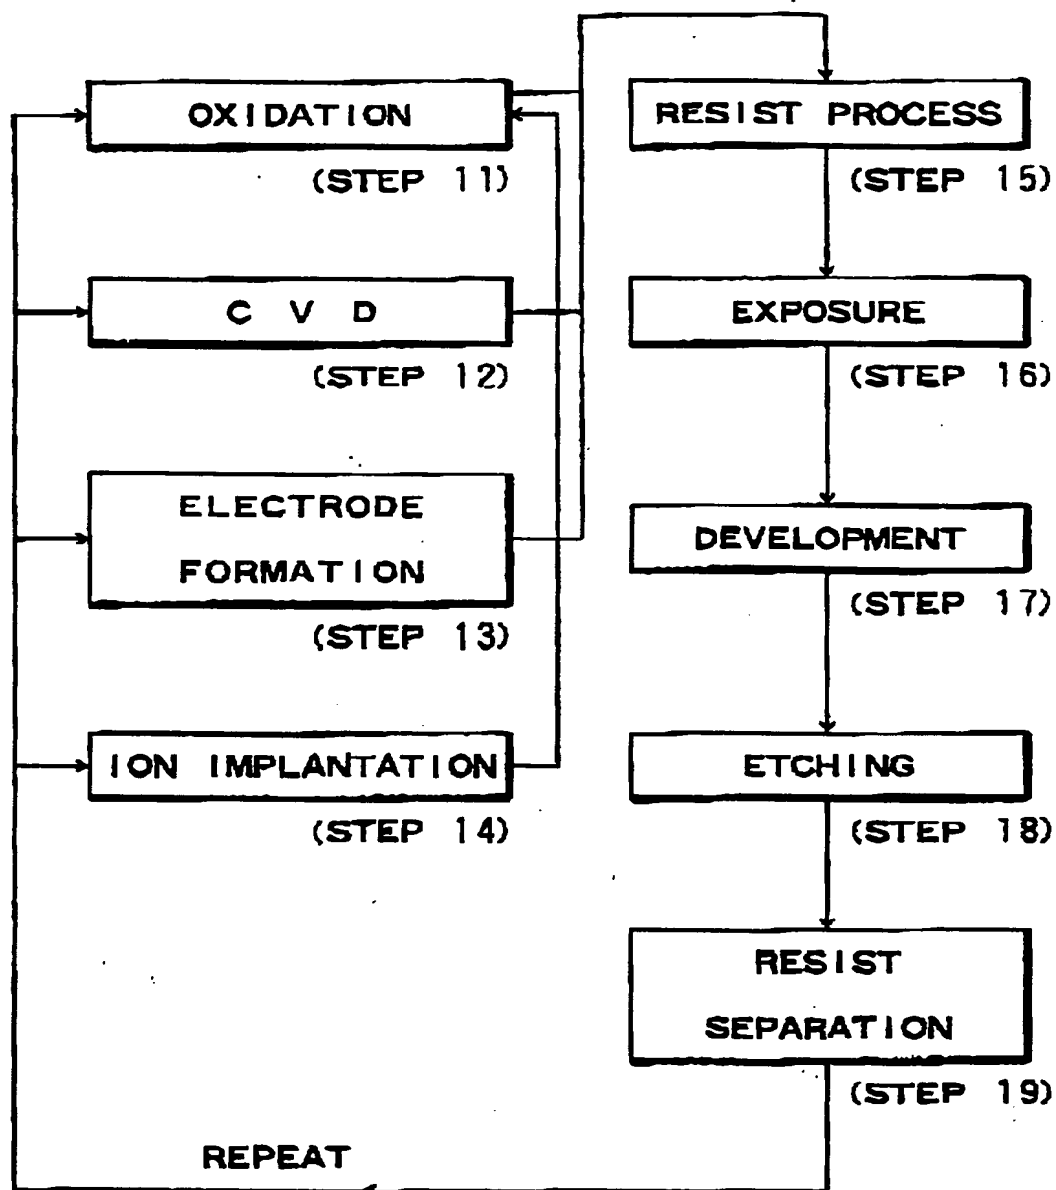 OXIDATION
(STEP 11)
C V D
(STEP 12)
ELECTRODE
FORMATION
(STEP 13)
ION IMPLANTATION
(STEP 14)
RESIST PROCESS
(STEP 15)
EXPOSURE
(STEP 16)
DEVELOPMENT
(STEP 17)
ETCHING
(STEP 18)
RESIST
SEPARATION
(STEP 19)
REPEAT